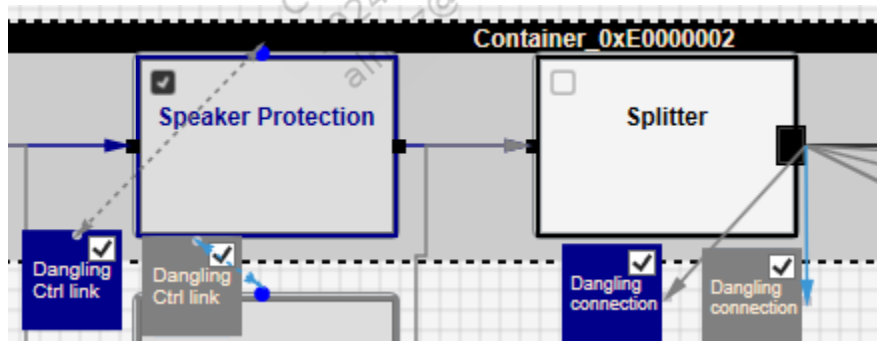 Container_0xE0000002
Speaker Protection
Splitter
Dangling
Ctrl link
Dangling
Ctrl link
Dangling
connection
Dangling
connection